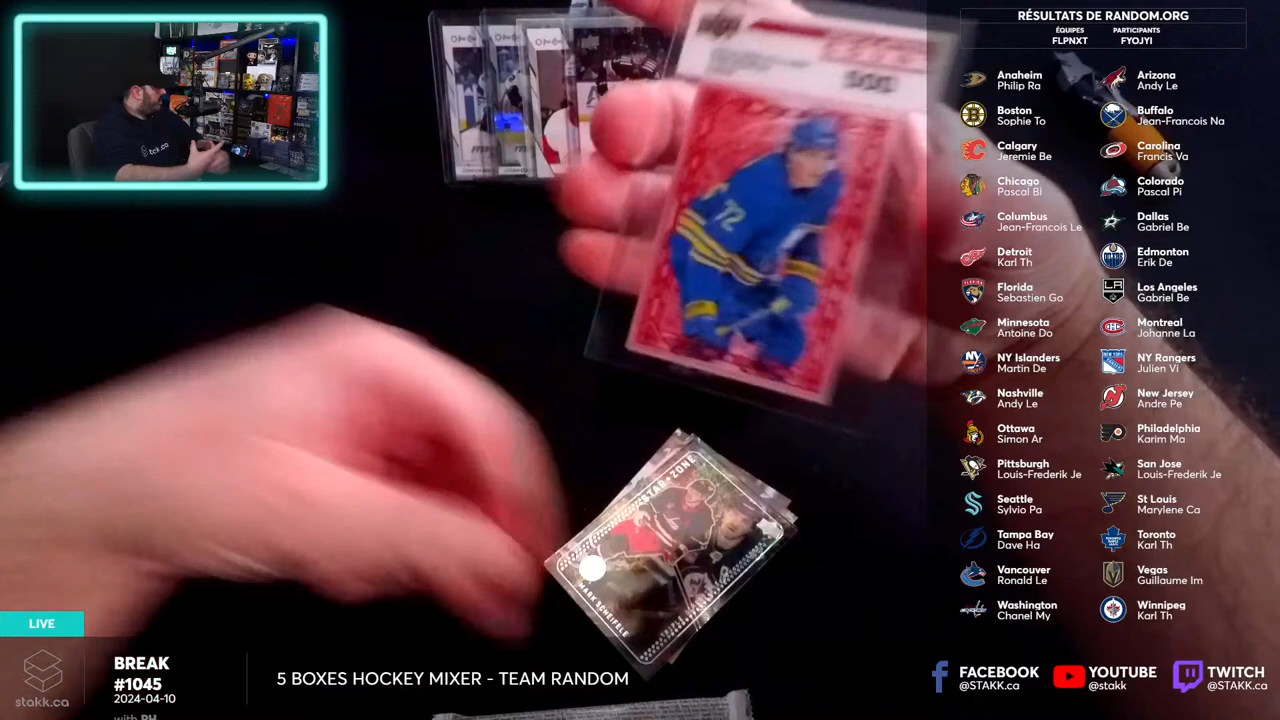 RÉSULTATS DE RANDOM.ORG
ÉQUIPES
FLPNXT
PARTICIPANTS
FYOJYI
Anaheim
Philip Ra
Arizona
Andy Le
Boston
Sophie To
Buffalo
Jean-Francois Na
Calgary
Jeremie Be
Carolina
Francis Va
Chicago
Pascal Bl
Colorado
Pascal Pi
Columbus
Jean-Francois Le
Dallas
Gabriel Be
Detroit
Karl Th
Edmonton
Erik De
Florida
Sebastien Go
Los Angeles
Gabriel Be
Minnesota
Antoine Do
Montreal
Johanne La
NY Islanders
Martin De
NY Rangers
Julien Vi
Nashville
Andy Le
New Jersey
Andre Pe
Ottawa
Simon Ar
Philadelphia
Karim Ma
Pittsburgh
Louis-Frederik Je
San Jose
Louis-Frederik Je
Seattle
Sylvio Pa
St Louis
Marylene Ca
Tampa Bay
Dave Ha
Toronto
Karl Th
Vancouver
Ronald Le
Vegas
Guillaume Im
Washington
Chanel My
Winnipeg
Karl Th
72
STAR ZONE
MARK SCHEIFELE
LIVE
stakk.ca
BREAK
#1045
2024-04-10
with PH
5 BOXES HOCKEY MIXER - TEAM RANDOM
FACEBOOK
@STAKK.ca
YOUTUBE
@stakk
TWITCH
@STAKK.ca